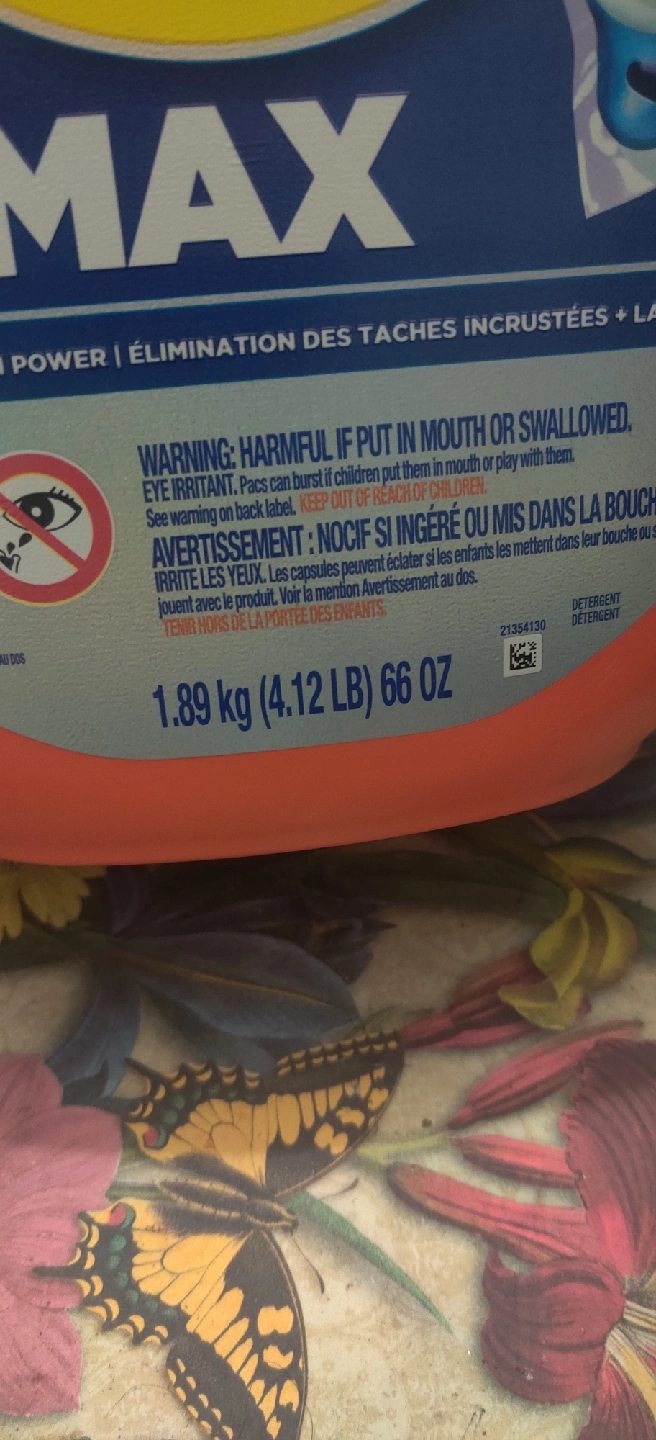 MAX
POWER | ÉLIMINATION DES TACHES INCRUSTÉES + LA
WARNING: HARMFUL IF PUT IN MOUTH OR SWALLOWED.
EYE IRRITANT. Pacs can burst if children put them in mouth or play with them.
See warning on back label. KEEP OUT OF REACH OF CHILDREN.
AVERTISSEMENT : NOCIF SI INGÉRÉ OU MIS DANS LA BOUCH
IRRITE LES YEUX. Les capsules peuvent éclater si les enfants les mettent dans leur bouche ou s
jouent avec le produit. Voir la mention Avertissement au dos.
TENIR HORS DE LA PORTÉE DES ENFANTS.
AU DOS
21354130
DETERGENT
DÉTERGENT
1.89 kg (4.12 LB) 66 OZ